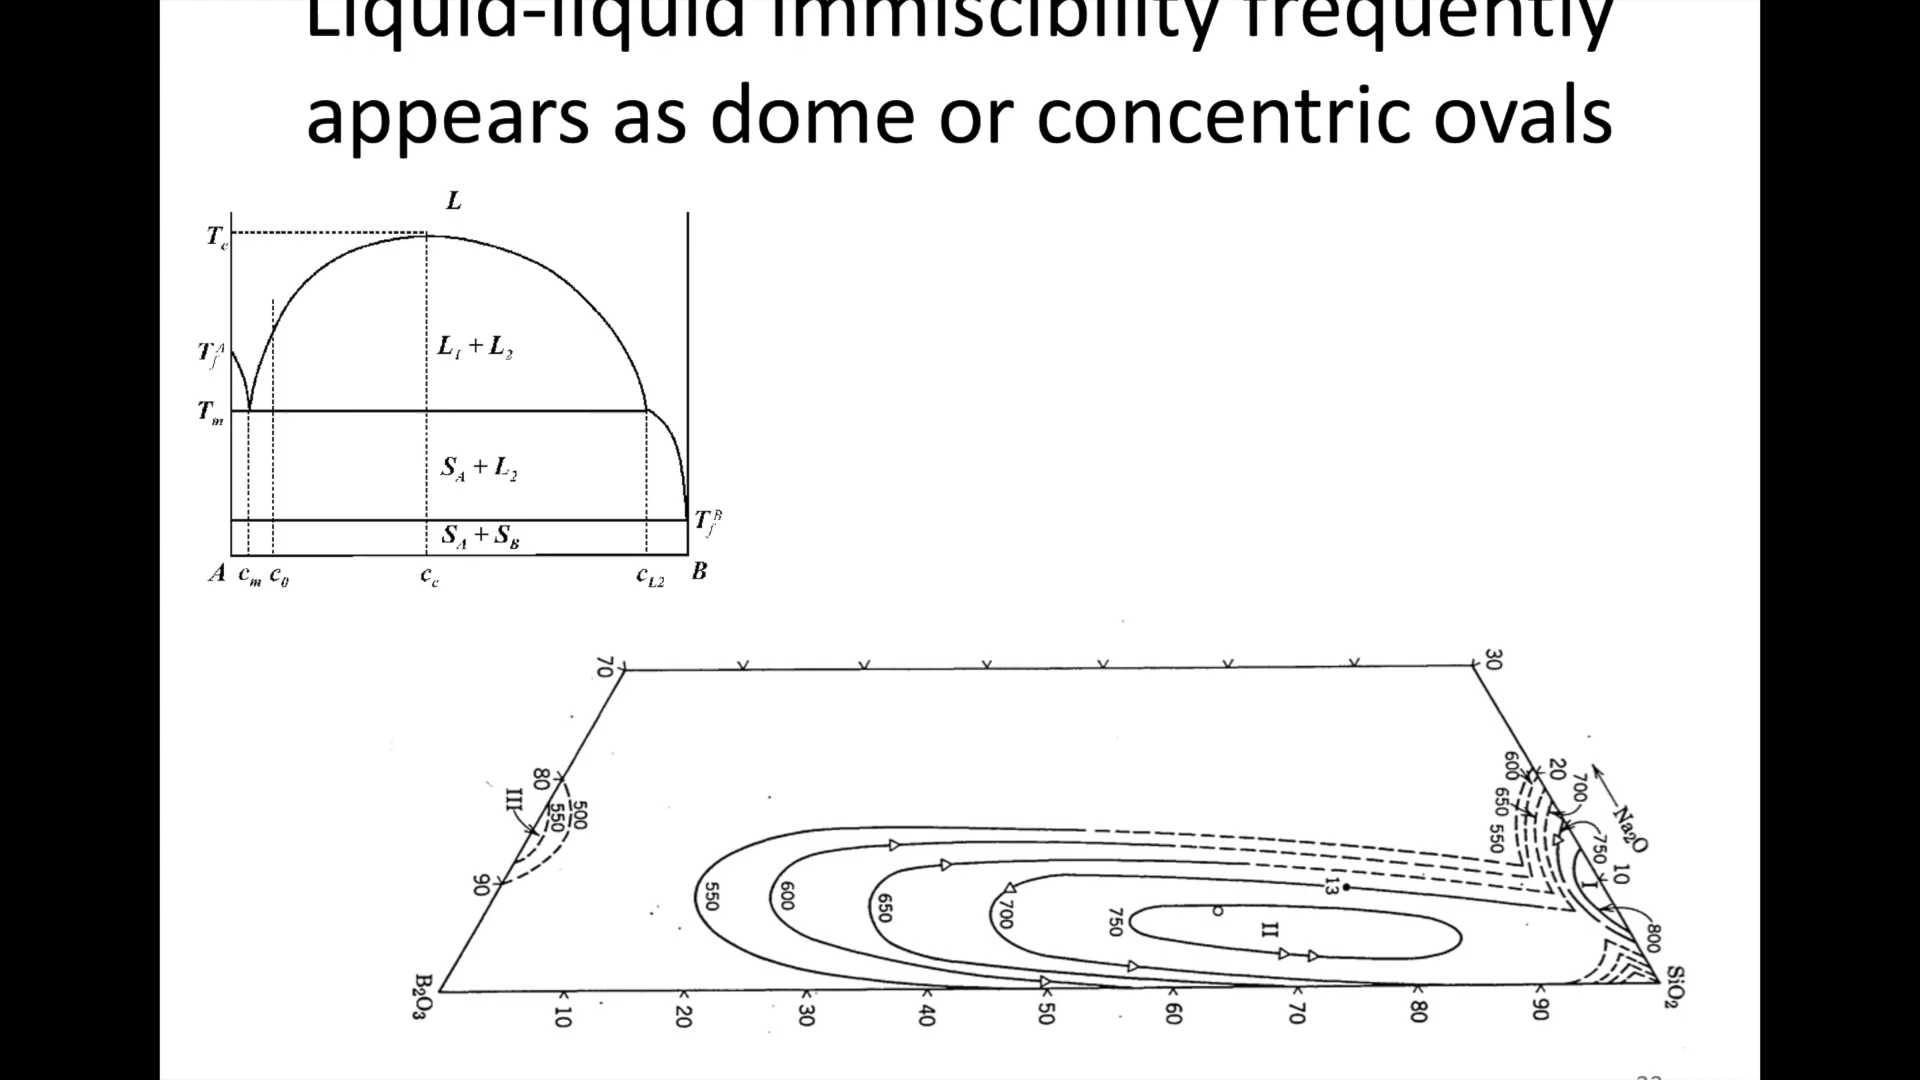 Liquid-liquid immiscibility frequently
appears as dome or concentric ovals
L
T_c
T_f^A
L_1 + L_2
T_m
S_A + L_2
T_f^B
S_A + S_B
A c_m c_0 c_c c_L2 B
70
30
80
III
550
500
90
600
20
700
650
550
Na2O
750
10
I
800
550
600
650
700
750
13
II
B2O3
SiO2
10 20 30 40 50 60 70 80 90